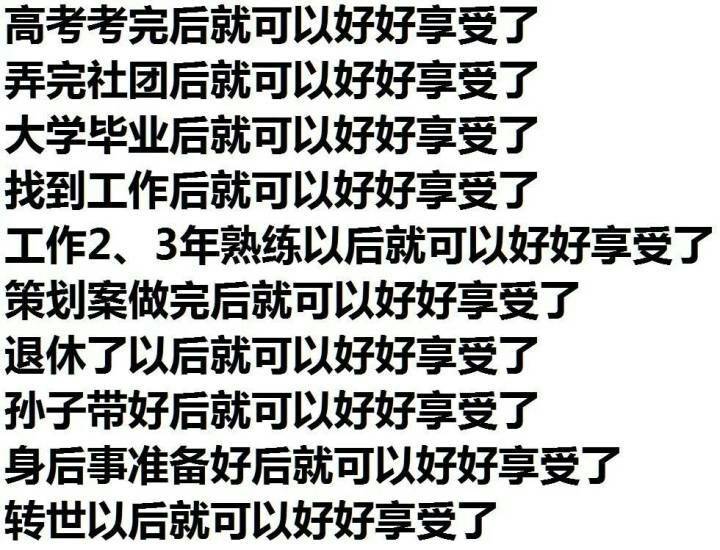 高考考完后就可以好好享受了
弄完社团后就可以好好享受了
大学毕业后就可以好好享受了
找到工作后就可以好好享受了
工作2、3年熟练以后就可以好好享受了
策划案做完后就可以好好享受了
退休了以后就可以好好享受了
孙子带好后就可以好好享受了
身后事准备好后就可以好好享受了
转世以后就可以好好享受了